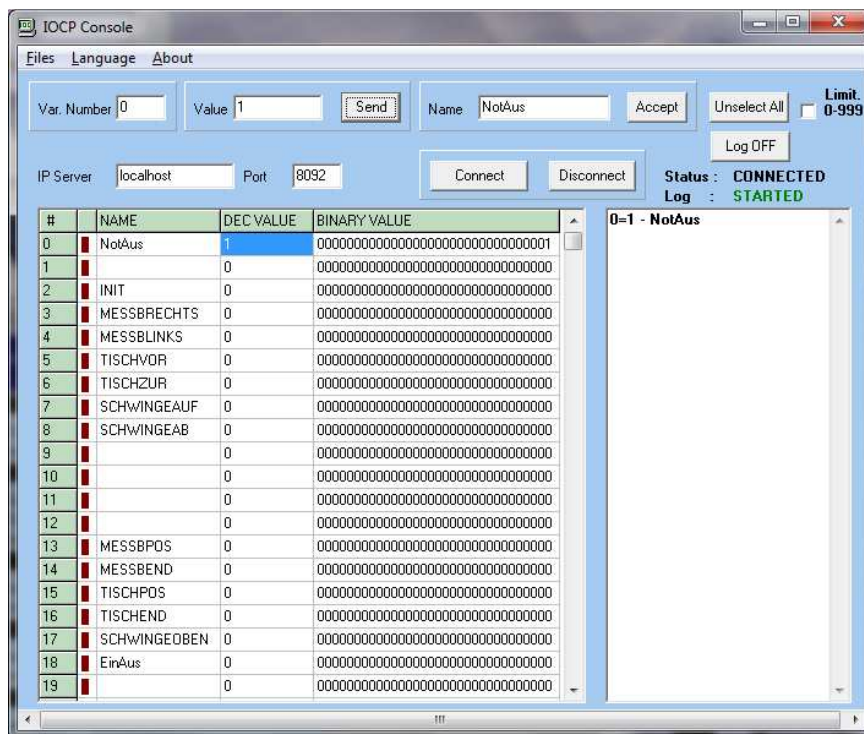 IOCP Console
Files Language About
Var. Number 0 Value 1 Send Name NotAus Accept Unselect All Limit. 0-999
Log OFF
IP Server localhost Port 8092 Connect Disconnect Status : CONNECTED
Log : STARTED
# NAME DEC VALUE BINARY VALUE
0 NotAus 1 00000000000000000000000000000001
1 0 00000000000000000000000000000000
2 INIT 0 00000000000000000000000000000000
3 MESSBRECHTS 0 00000000000000000000000000000000
4 MESSBLINKS 0 00000000000000000000000000000000
5 TISCHVOR 0 00000000000000000000000000000000
6 TISCHZUR 0 00000000000000000000000000000000
7 SCHWINGEAUF 0 00000000000000000000000000000000
8 SCHWINGEAB 0 00000000000000000000000000000000
9 0 00000000000000000000000000000000
10 0 00000000000000000000000000000000
11 0 00000000000000000000000000000000
12 0 00000000000000000000000000000000
13 MESSBPOS 0 00000000000000000000000000000000
14 MESSBEND 0 00000000000000000000000000000000
15 TISCHPOS 0 00000000000000000000000000000000
16 TISCHEND 0 00000000000000000000000000000000
17 SCHWINGEOBEN 0 00000000000000000000000000000000
18 EinAus 0 00000000000000000000000000000000
19 0 00000000000000000000000000000000
0=1 - NotAus